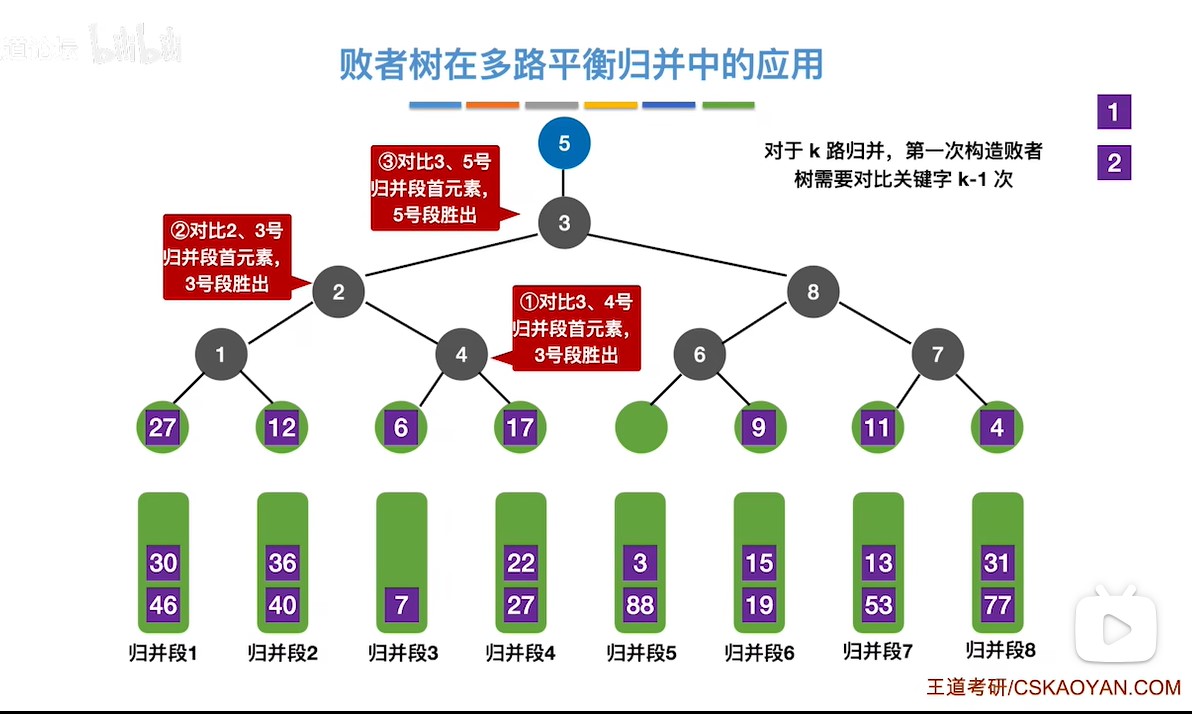 道论坛 bilibili
败者树在多路平衡归并中的应用
1
2
对于 k 路归并，第一次构造败者
树需要对比关键字 k-1 次
5
③对比3、5号
归并段首元素，
5号段胜出
3
②对比2、3号
归并段首元素，
3号段胜出
2
8
①对比3、4号
归并段首元素，
3号段胜出
1
4
6
7
27 12 6 17 9 11 4
30 36 22 3 15 13 31
46 40 7 27 88 19 53 77
归并段1 归并段2 归并段3 归并段4 归并段5 归并段6 归并段7 归并段8
王道考研/CSKAOYAN.COM